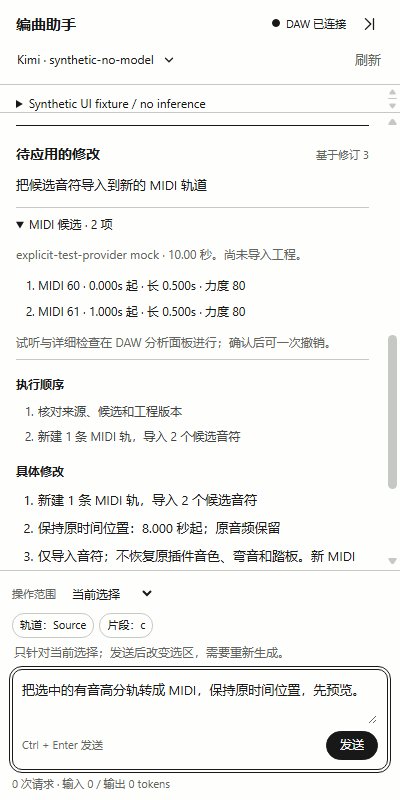 编曲助手
DAW 已连接
Kimi · synthetic-no-model
刷新
Synthetic UI fixture / no inference
待应用的修改
基于修订 3
把候选音符导入到新的 MIDI 轨道
MIDI 候选 · 2 项
explicit-test-provider mock · 10.00 秒。尚未导入工程。
1. MIDI 60 · 0.000s 起 · 长 0.500s · 力度 80
2. MIDI 61 · 1.000s 起 · 长 0.500s · 力度 80
试听与详细检查在 DAW 分析面板进行；确认后可一次撤销。
执行顺序
1. 核对来源、候选和工程版本
2. 新建 1 条 MIDI 轨，导入 2 个候选音符
具体修改
1. 新建 1 条 MIDI 轨，导入 2 个候选音符
2. 保持原时间位置：8.000 秒起；原音频保留
3. 仅导入音符；不恢复原插件音色、弯音和踏板。新 MIDI
操作范围
当前选择
轨道：Source
片段：c
只针对当前选择；发送后改变选区，需要重新生成。
把选中的有音高分轨转成 MIDI，保持原时间位置，先预览。
Ctrl + Enter 发送
发送
0 次请求 · 输入 0 / 输出 0 tokens